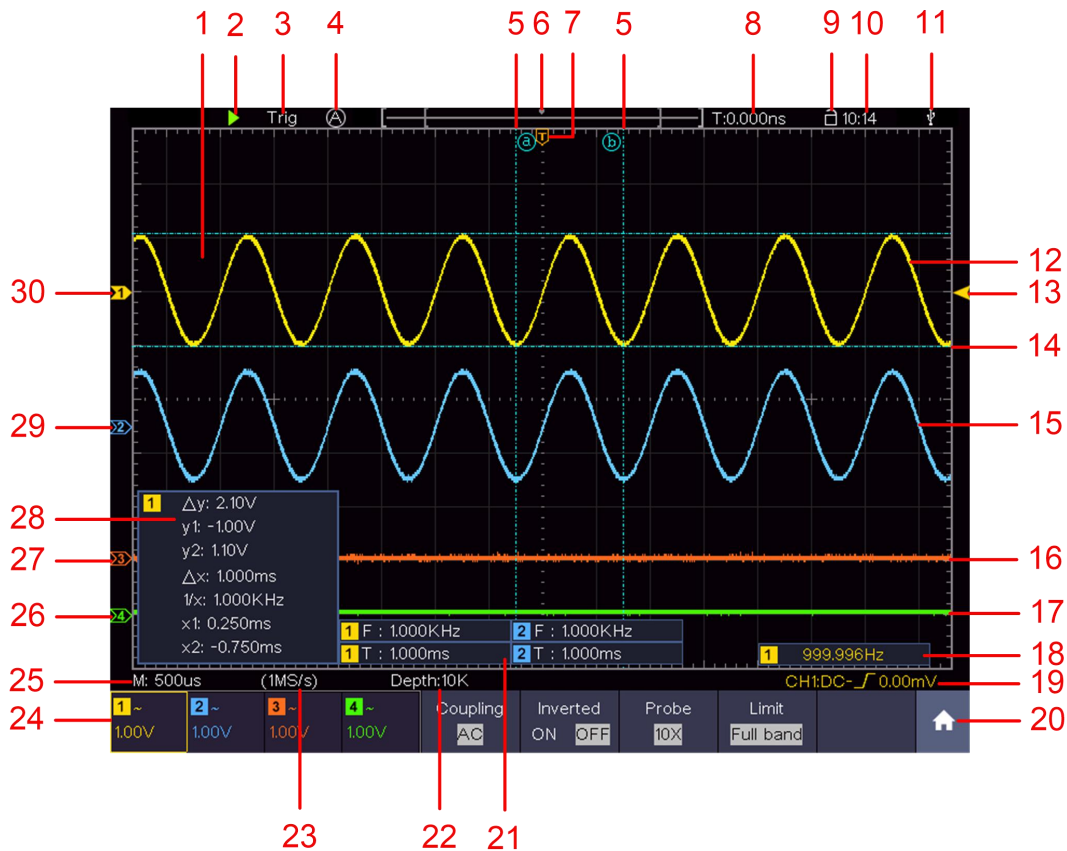 1 2 3 4 5 6 7 5 8 9 10 11
Trig A T:0.000ns 10:14
a T b
12
30 1 13
14
29 2 15
1 △y: 2.10V
28 y1: -1.00V
y2: 1.10V
27 3 16
△x: 1.000ms
1/x: 1.000KHz
26 4 17
x1: 0.250ms
x2: -0.750ms
1 F : 1.000KHz 2 F : 1.000KHz
1 T : 1.000ms 2 T : 1.000ms
1 999.996Hz 18
25 M: 500us (1MS/s) Depth:10K CH1:DC- 0.00mV 19
24 1 ~ 2 ~ 3 ~ 4 ~ Coupling Inverted Probe Limit 20
1.00V 1.00V 1.00V 1.00V AC ON OFF 10X Full band
23 22 21